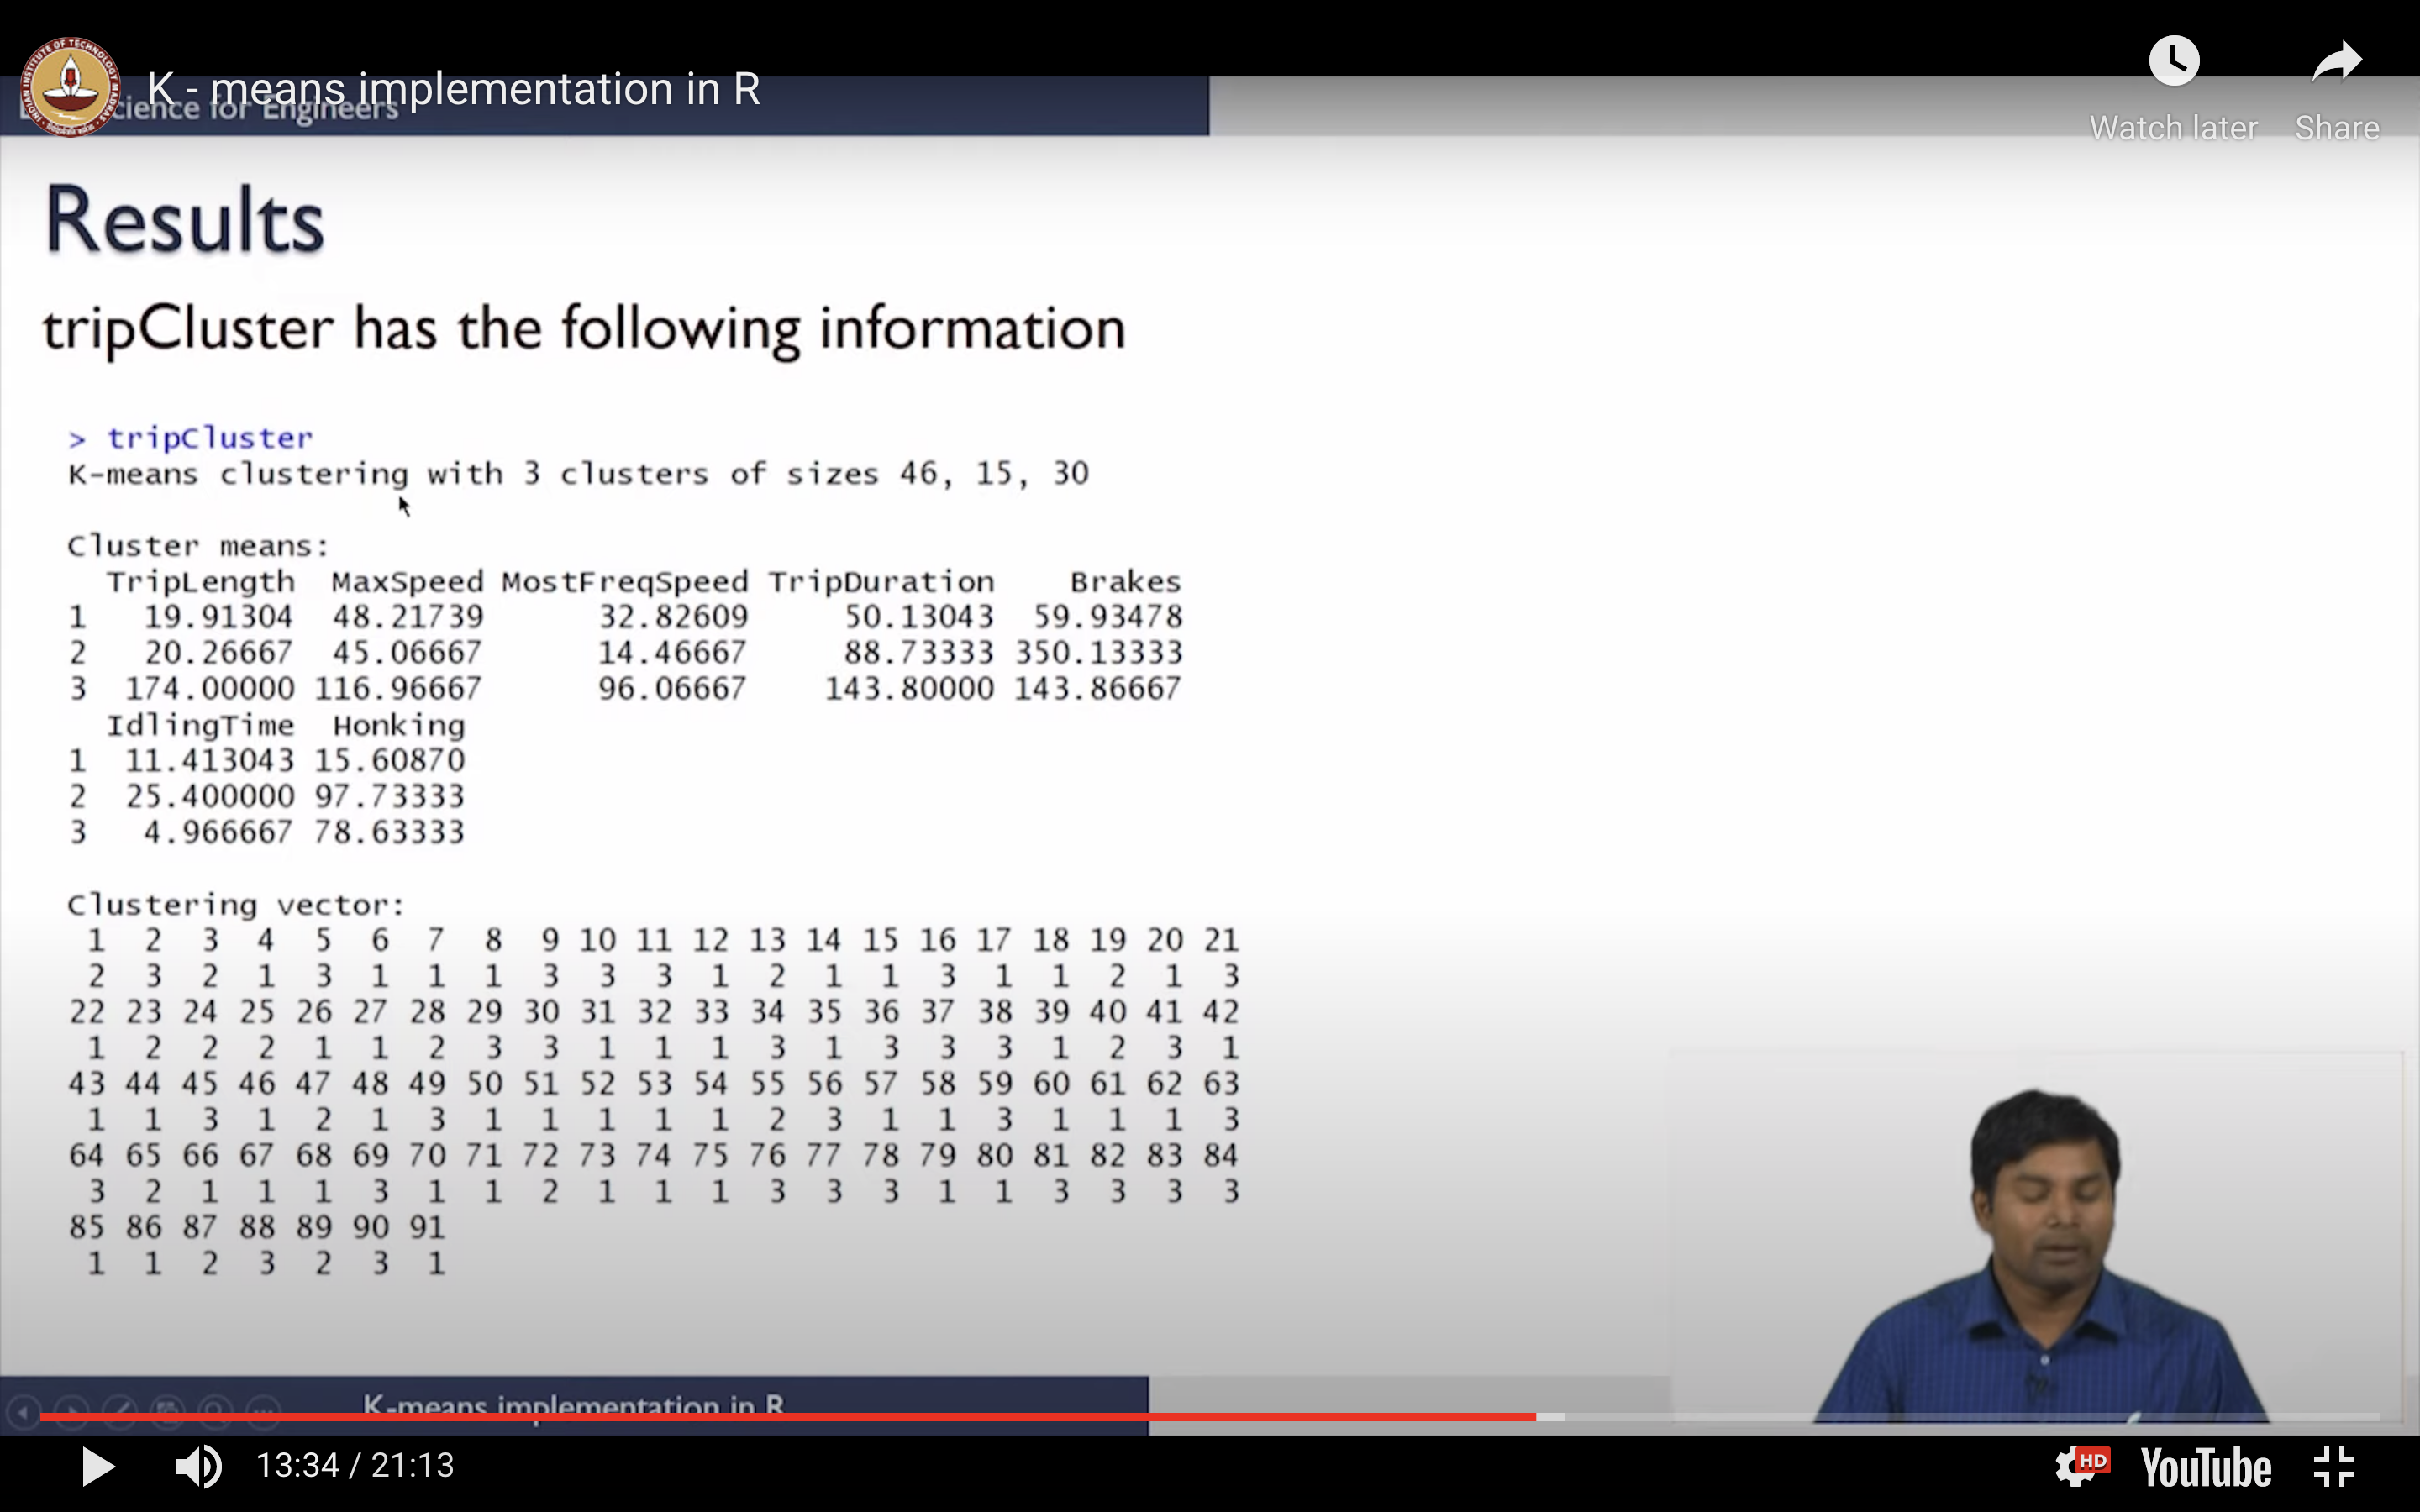 K - means implementation in R
Watch later Share
cience for Engineers
Results
tripCluster has the following information
> tripCluster
K-means clustering with 3 clusters of sizes 46, 15, 30
Cluster means:
TripLength MaxSpeed MostFreqSpeed TripDuration Brakes
1 19.91304 48.21739 32.82609 50.13043 59.93478
2 20.26667 45.06667 14.46667 88.73333 350.13333
3 174.00000 116.96667 96.06667 143.80000 143.86667
IdlingTime Honking
1 11.413043 15.60870
2 25.400000 97.73333
3 4.966667 78.63333
Clustering vector:
1 2 3 4 5 6 7 8 9 10 11 12 13 14 15 16 17 18 19 20 21
2 3 2 1 3 1 1 1 3 3 3 1 2 1 1 3 1 1 2 1 3
22 23 24 25 26 27 28 29 30 31 32 33 34 35 36 37 38 39 40 41 42
1 2 2 2 1 1 2 3 3 1 1 1 3 1 3 3 3 1 2 3 1
43 44 45 46 47 48 49 50 51 52 53 54 55 56 57 58 59 60 61 62 63
1 1 3 1 2 1 3 1 1 1 1 1 2 3 1 1 3 1 1 1 3
64 65 66 67 68 69 70 71 72 73 74 75 76 77 78 79 80 81 82 83 84
3 2 1 1 1 3 1 1 2 1 1 1 3 3 3 1 1 3 3 3 3
85 86 87 88 89 90 91
1 1 2 3 2 3 1
K-means implementation in R
13:34 / 21:13
HD YouTube